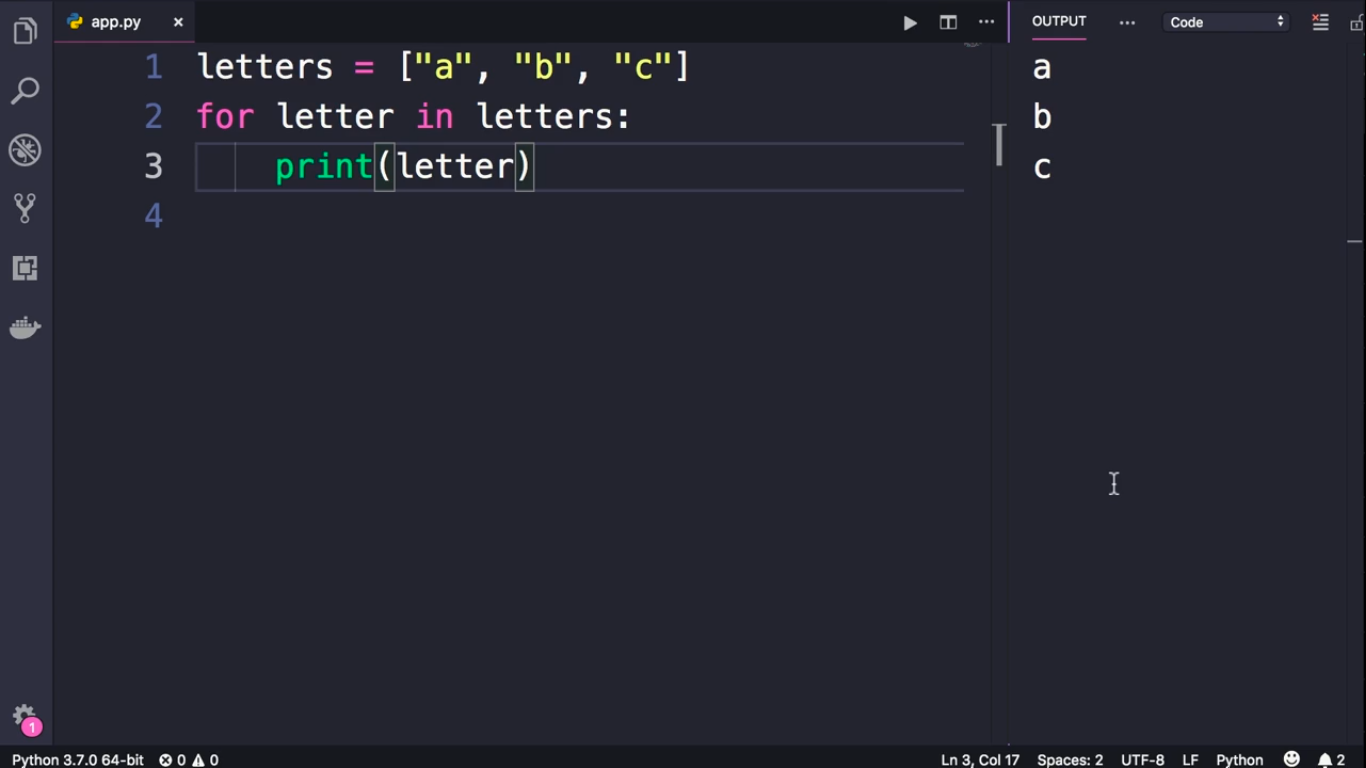 app.py
OUTPUT
Code
1 letters = ["a", "b", "c"]
2 for letter in letters:
3 print(letter)
4
a
b
c
1
Python 3.7.0 64-bit 0 0 Ln 3, Col 17 Spaces: 2 UTF-8 LF Python 2